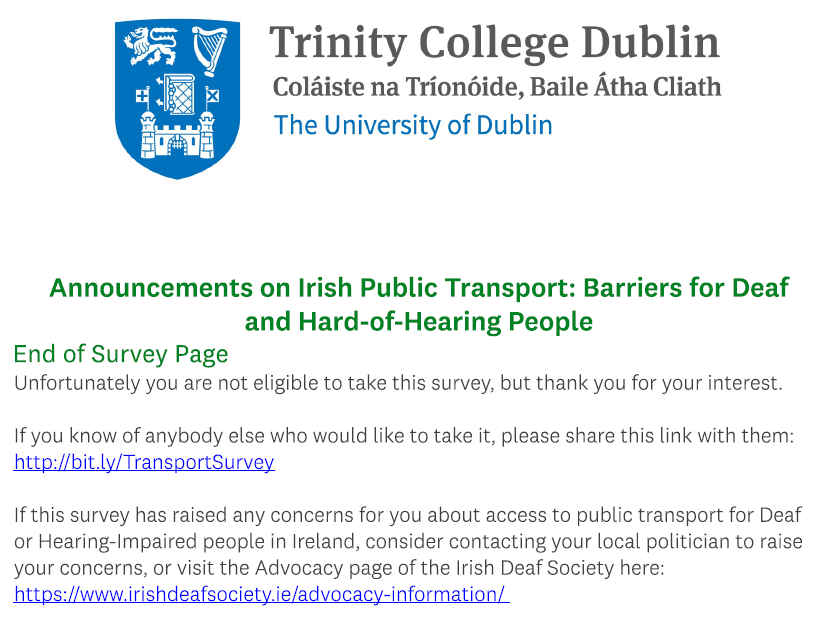 Trinity College Dublin
Coláiste na Tríonóide, Baile Átha Cliath
The University of Dublin
Announcements on Irish Public Transport: Barriers for Deaf
and Hard-of-Hearing People
End of Survey Page
Unfortunately you are not eligible to take this survey, but thank you for your interest.
If you know of anybody else who would like to take it, please share this link with them:
http://bit.ly/TransportSurvey
If this survey has raised any concerns for you about access to public transport for Deaf
or Hearing-Impaired people in Ireland, consider contacting your local politician to raise
your concerns, or visit the Advocacy page of the Irish Deaf Society here:
https://www.irishdeafsociety.ie/advocacy-information/